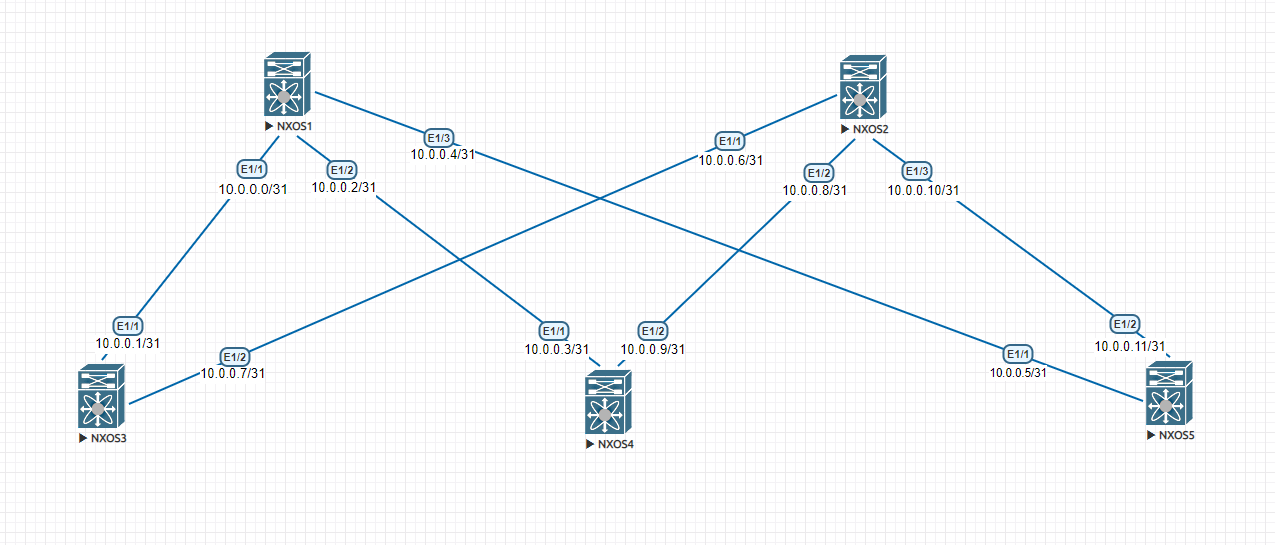 NXOS1
NXOS2
E1/3
10.0.0.4/31
E1/1
10.0.0.6/31
E1/1
10.0.0.0/31
E1/2
10.0.0.2/31
E1/2
10.0.0.8/31
E1/3
10.0.0.10/31
E1/1
10.0.0.1/31
E1/2
10.0.0.7/31
E1/1
10.0.0.3/31
E1/2
10.0.0.9/31
E1/1
10.0.0.5/31
E1/2
10.0.0.11/31
NXOS3
NXOS4
NXOS5